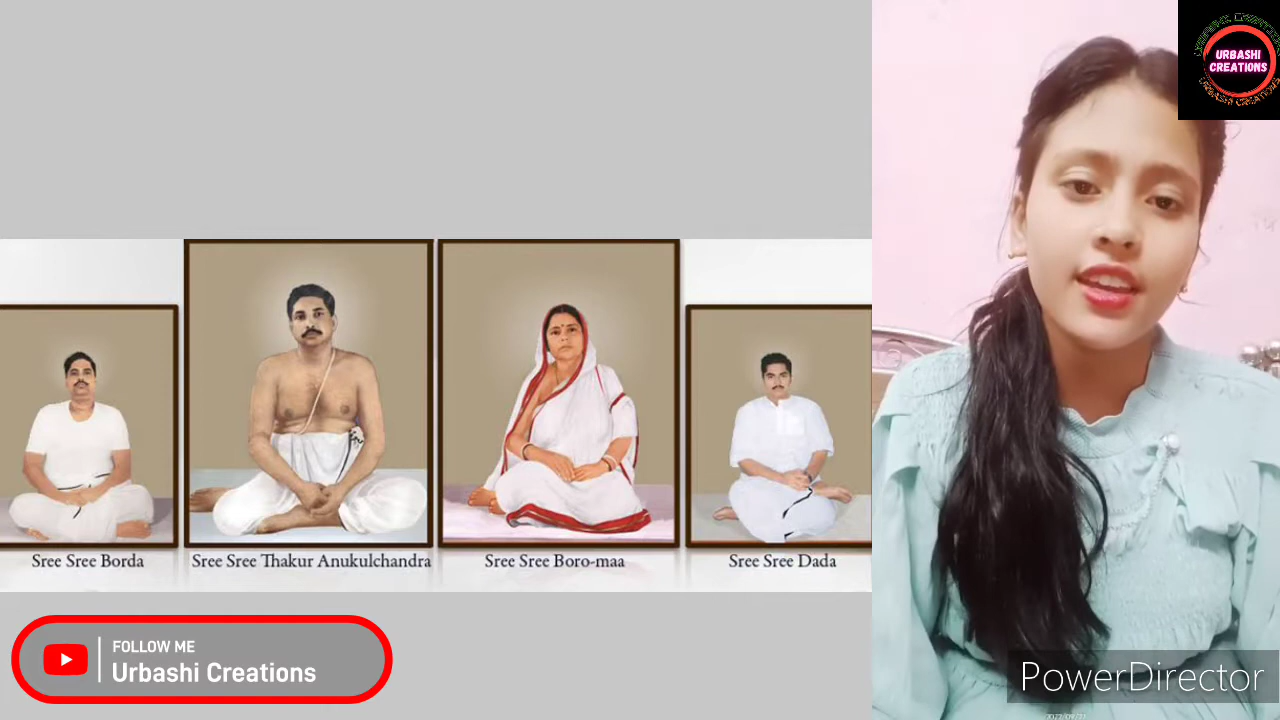 URBASHI
CREATIONS
Sree Sree Borda
Sree Sree Thakur Anukulchandra
Sree Sree Boro-maa
Sree Sree Dada
FOLLOW ME
Urbashi Creations
PowerDirector